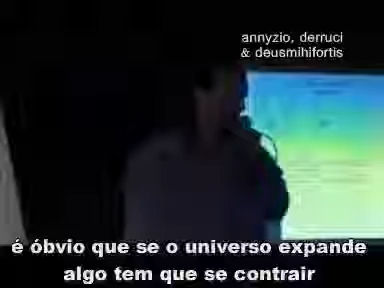 annyzio, derruci
& deusmihifortis
é óbvio que se o universo expande
algo tem que se contrair